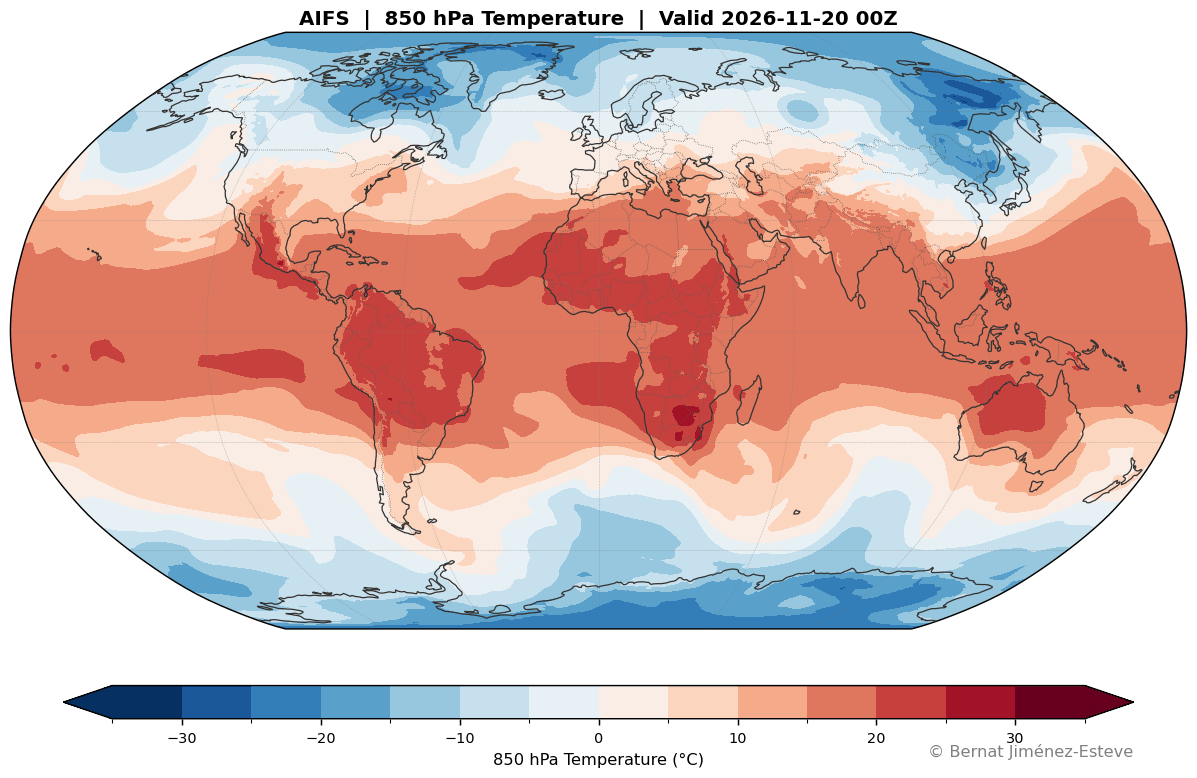 AIFS | 850 hPa Temperature | Valid 2026-11-20 00Z
−30 −20 −10 0 10 20 30
850 hPa Temperature (°C)
© Bernat Jiménez-Esteve